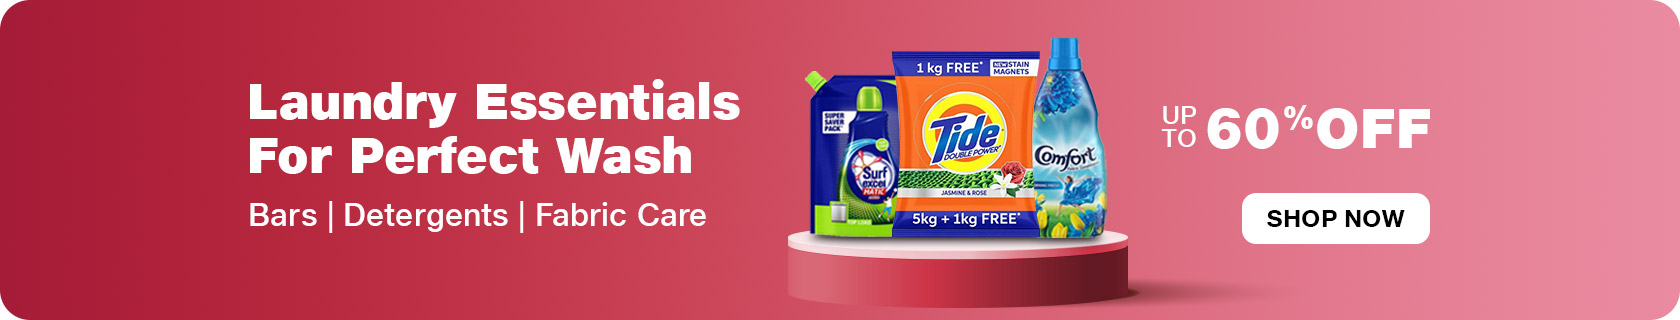 Laundry Essentials
For Perfect Wash
Bars | Detergents | Fabric Care
SUPER
SAVER
PACK*
Surf
excel
MATIC
1 kg FREE*
NEW STAIN
MAGNETS
Tide
DOUBLE POWER*
JASMINE & ROSE
5kg + 1kg FREE*
Comfort
UP
TO
60%OFF
SHOP NOW